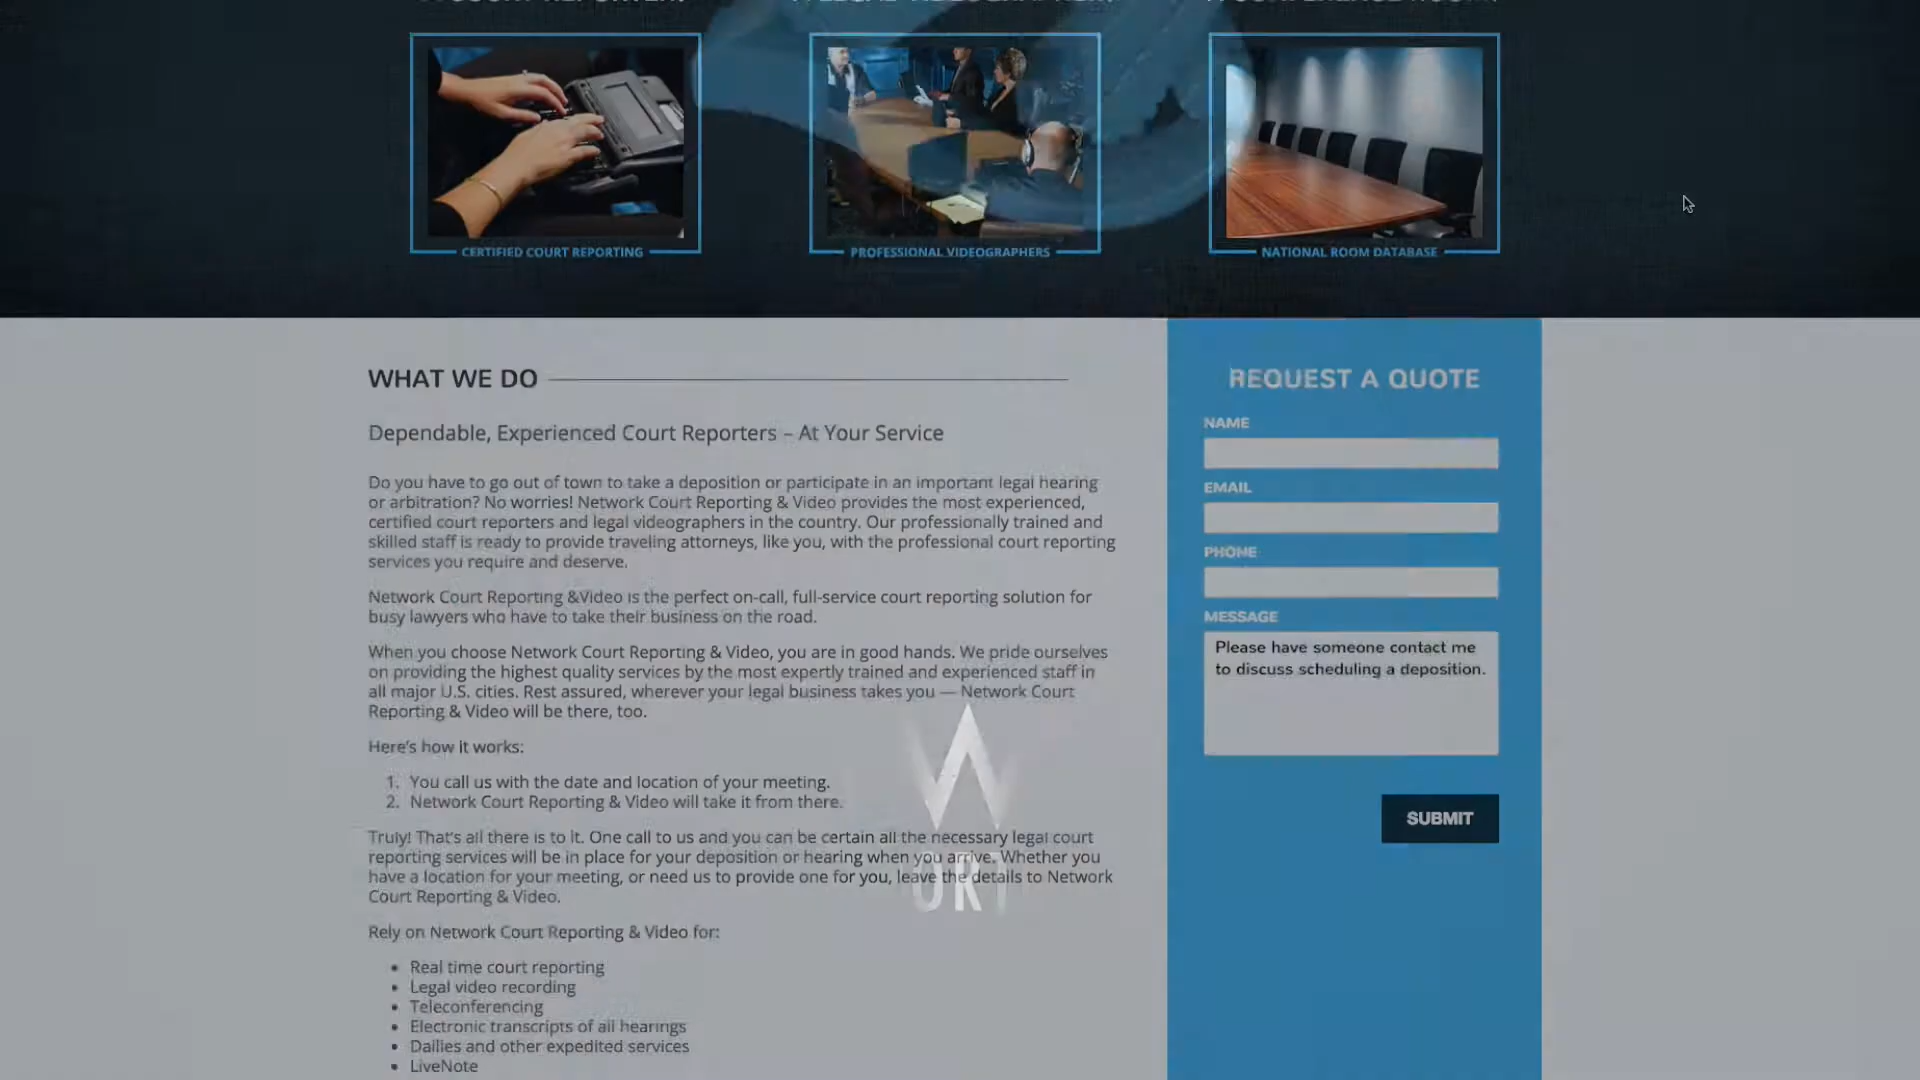 CERTIFIED COURT REPORTING
PROFESSIONAL VIDEOGRAPHERS
NATIONAL ROOM DATABASE
WHAT WE DO
Dependable, Experienced Court Reporters – At Your Service
Do you have to go out of town to take a deposition or participate in an important legal hearing
or arbitration? No worries! Network Court Reporting & Video provides the most experienced,
certified court reporters and legal videographers in the country. Our professionally trained and
skilled staff is ready to provide traveling attorneys, like you, with the professional court reporting
services you require and deserve.
Network Court Reporting &Video is the perfect on-call, full-service court reporting solution for
busy lawyers who have to take their business on the road.
When you choose Network Court Reporting & Video, you are in good hands. We pride ourselves
on providing the highest quality services by the most expertly trained and experienced staff in
all major U.S. cities. Rest assured, wherever your legal business takes you — Network Court
Reporting & Video will be there, too.
Here's how it works:
1. You call us with the date and location of your meeting.
2. Network Court Reporting & Video will take it from there.
Truly! That's all there is to it. One call to us and you can be certain all the necessary legal court
reporting services will be in place for your deposition or hearing when you arrive. Whether you
have a location for your meeting, or need us to provide one for you, leave the details to Network
Court Reporting & Video.
Rely on Network Court Reporting & Video for:
• Real time court reporting
• Legal video recording
• Teleconferencing
• Electronic transcripts of all hearings
• Dailies and other expedited services
• LiveNote
REQUEST A QUOTE
NAME
EMAIL
PHONE
MESSAGE
Please have someone contact me
to discuss scheduling a deposition.
SUBMIT